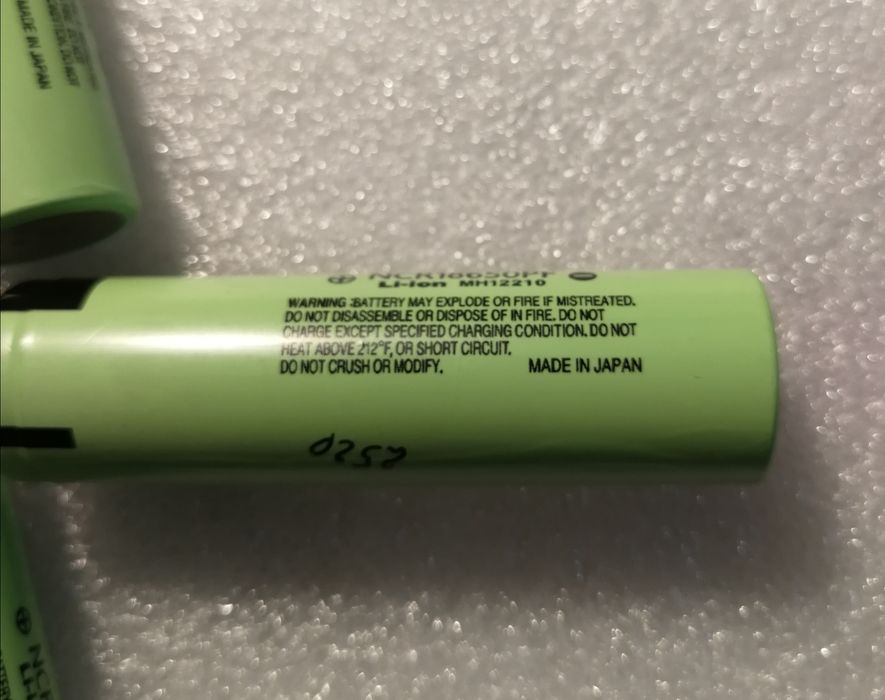 MADE IN JAPAN
⊕ NCR18650PF ⊖
Li-ion MH12210
WARNING :BATTERY MAY EXPLODE OR FIRE IF MISTREATED.
DO NOT DISASSEMBLE OR DISPOSE OF IN FIRE. DO NOT
CHARGE EXCEPT SPECIFIED CHARGING CONDITION. DO NOT
HEAT ABOVE 212°F, OR SHORT CIRCUIT.
DO NOT CRUSH OR MODIFY. MADE IN JAPAN
0252